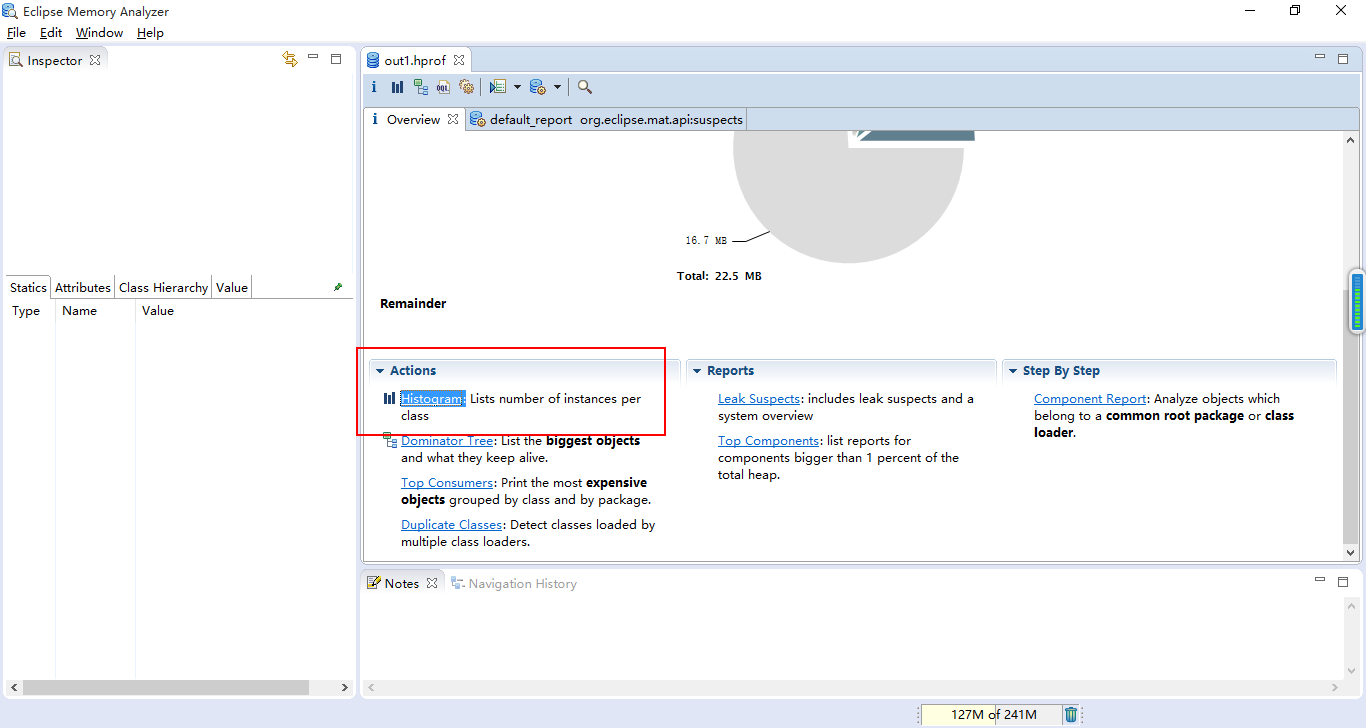 Eclipse Memory Analyzer
File Edit Window Help
Inspector
out1.hprof
i
OQL
i Overview
default_report org.eclipse.mat.api:suspects
16.7 MB
Total: 22.5 MB
Remainder
Statics Attributes Class Hierarchy Value
Type Name Value
Actions
Histogram: Lists number of instances per
class
Dominator Tree: List the biggest objects
and what they keep alive.
Top Consumers: Print the most expensive
objects grouped by class and by package.
Duplicate Classes: Detect classes loaded by
multiple class loaders.
Reports
Leak Suspects: includes leak suspects and a
system overview
Top Components: list reports for
components bigger than 1 percent of the
total heap.
Step By Step
Component Report: Analyze objects which
belong to a common root package or class
loader.
Notes
Navigation History
127M of 241M